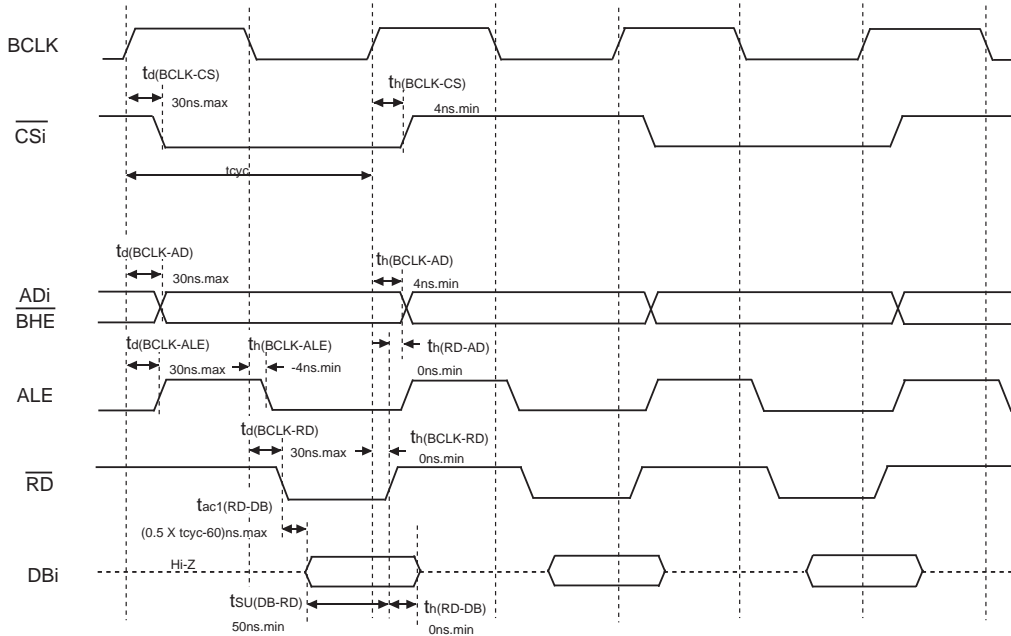 BCLK
td(BCLK-CS)
30ns.max
th(BCLK-CS)
4ns.min
CSi
tcyc
td(BCLK-AD)
30ns.max
th(BCLK-AD)
4ns.min
ADi
BHE
td(BCLK-ALE)
30ns.max
th(BCLK-ALE)
-4ns.min
th(RD-AD)
0ns.min
ALE
td(BCLK-RD)
30ns.max
th(BCLK-RD)
0ns.min
RD
tac1(RD-DB)
(0.5 X tcyc-60)ns.max
Hi-Z
DBi
tSU(DB-RD)
50ns.min
th(RD-DB)
0ns.min